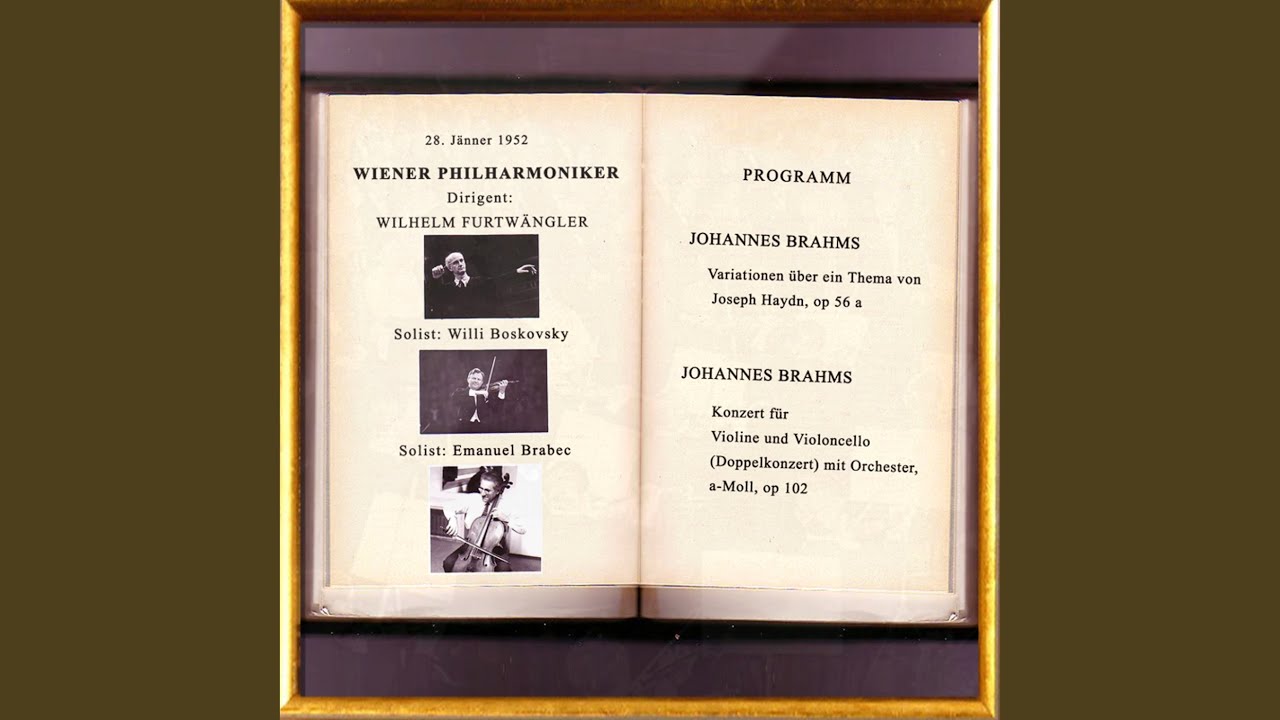 28. Jänner 1952
WIENER PHILHARMONIKER
Dirigent:
WILHELM FURTWÄNGLER
Solist: Willi Boskovsky
Solist: Emanuel Brabec
PROGRAMM
JOHANNES BRAHMS
Variationen über ein Thema von
Joseph Haydn, op 56 a
JOHANNES BRAHMS
Konzert für
Violine und Violoncello
(Doppelkonzert) mit Orchester,
a-Moll, op 102